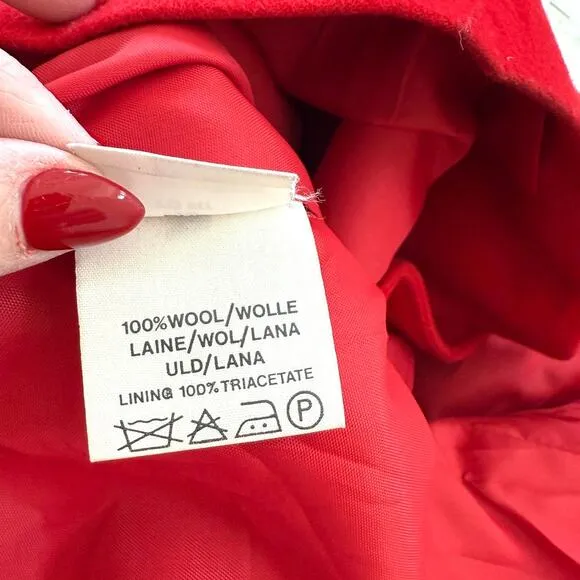 100%WOOL/WOLLE
LAINE/WOL/LANA
ULD/LANA
LINING 100% TRIACETATE
P